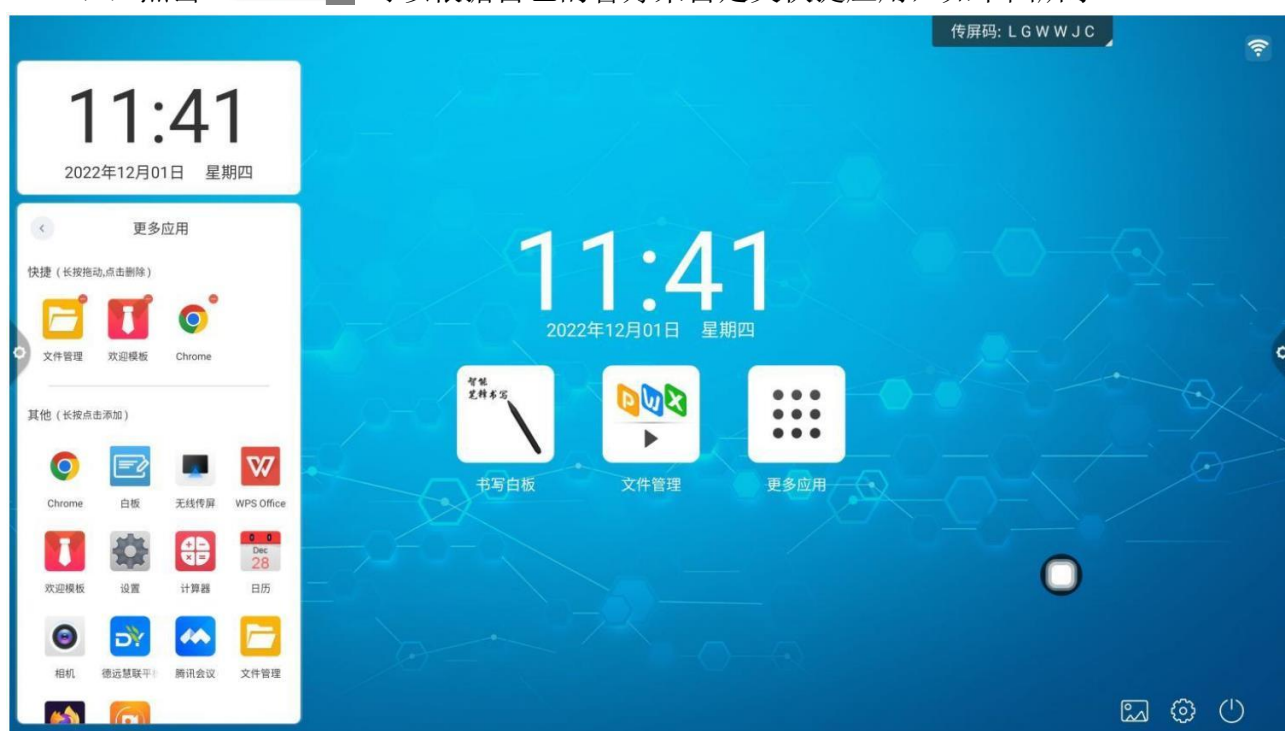 传屏码: L G W W J C
11:41
2022年12月01日 星期四
更多应用
快捷 ( 长按拖动,点击删除 )
文件管理 欢迎模板 Chrome
其他 ( 长按点击添加 )
Chrome 白板 无线传屏 WPS Office
Dec
28
欢迎模板 设置 计算器 日历
相机 德远慧联平 腾讯会议 文件管理
11:41
2022年12月01日 星期四
智能
笔锋书写
书写白板 文件管理 更多应用